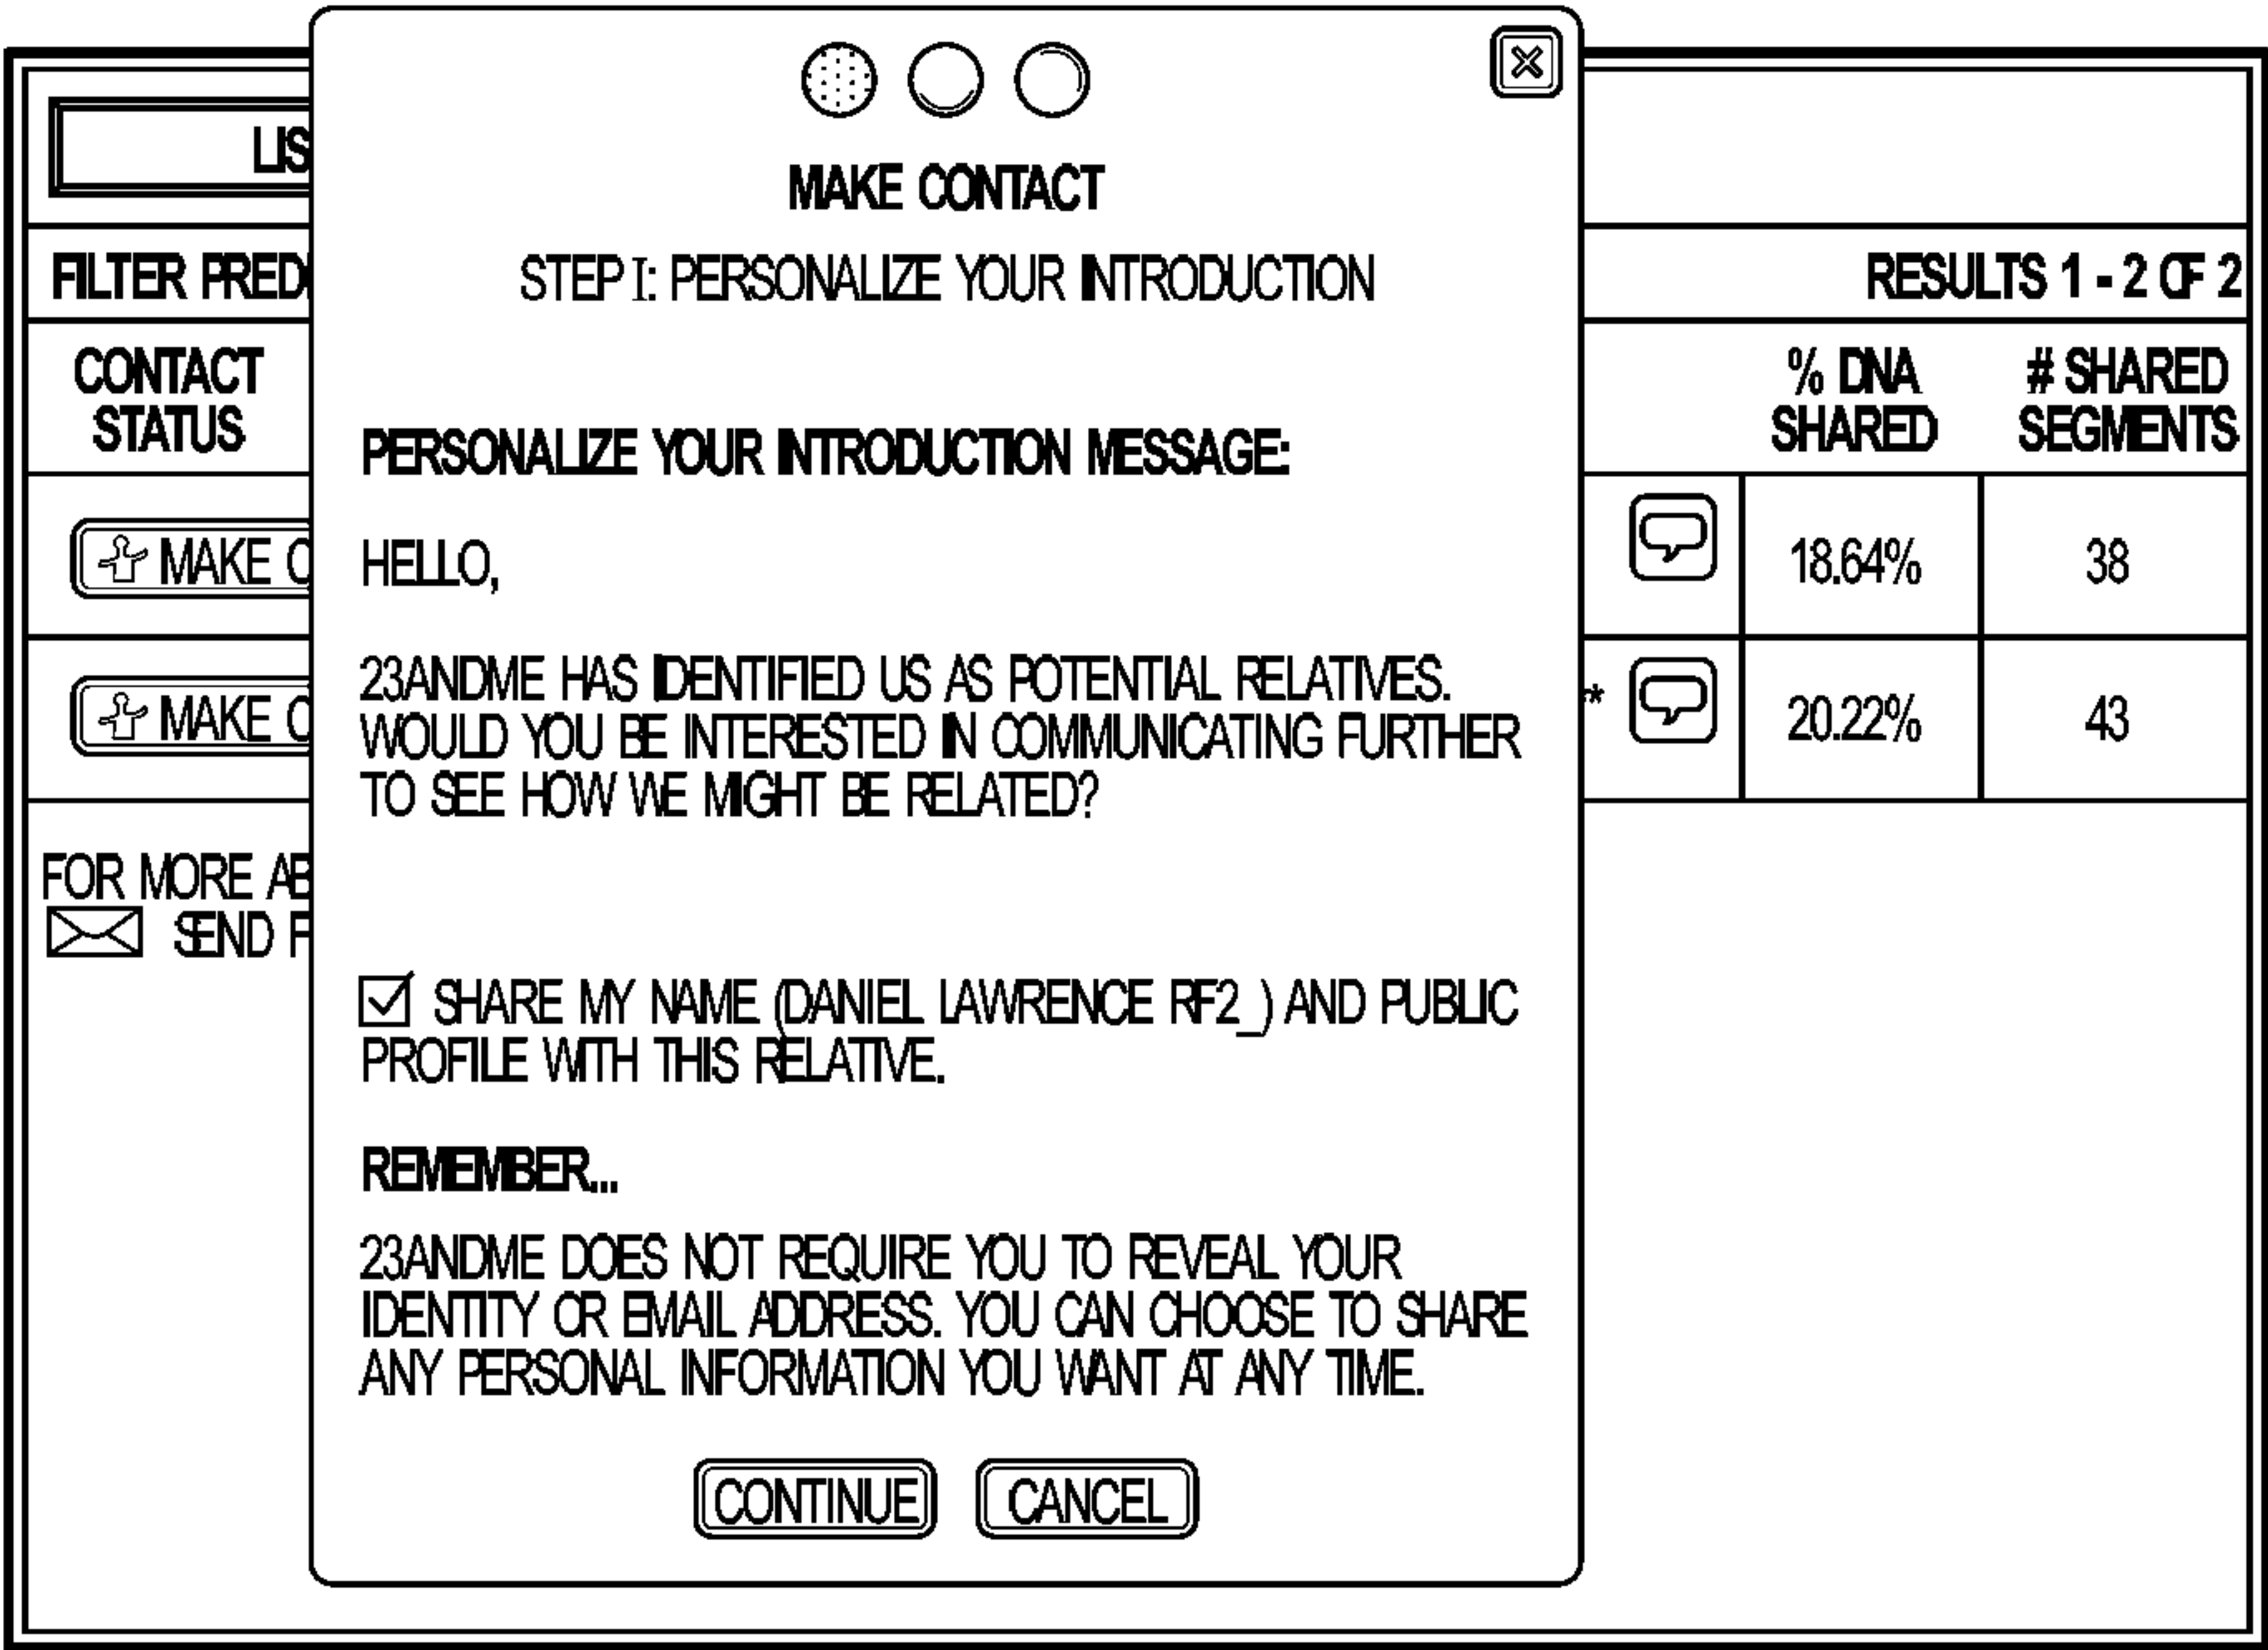 MAKE CONTACT
STEP I: PERSONALIZE YOUR INTRODUCTION
PERSONALIZE YOUR INTRODUCTION MESSAGE:
HELLO,
23ANDME HAS IDENTIFIED US AS POTENTIAL RELATIVES.
WOULD YOU BE INTERESTED IN COMMUNICATING FURTHER
TO SEE HOW WE MIGHT BE RELATED?
SHARE MY NAME (DANIEL LAWRENCE RF2_) AND PUBLIC
PROFILE WITH THIS RELATIVE.
REMEMBER...
23ANDME DOES NOT REQUIRE YOU TO REVEAL YOUR
IDENTITY OR EMAIL ADDRESS. YOU CAN CHOOSE TO SHARE
ANY PERSONAL INFORMATION YOU WANT AT ANY TIME.
CONTINUE CANCEL
LIS
FILTER PRED
RESULTS 1 - 2 OF 2
CONTACT
STATUS
% DNA
SHARED
# SHARED
SEGMENTS
MAKE C
18.64% 38
MAKE C
* 20.22% 43
FOR MORE AB
SEND F